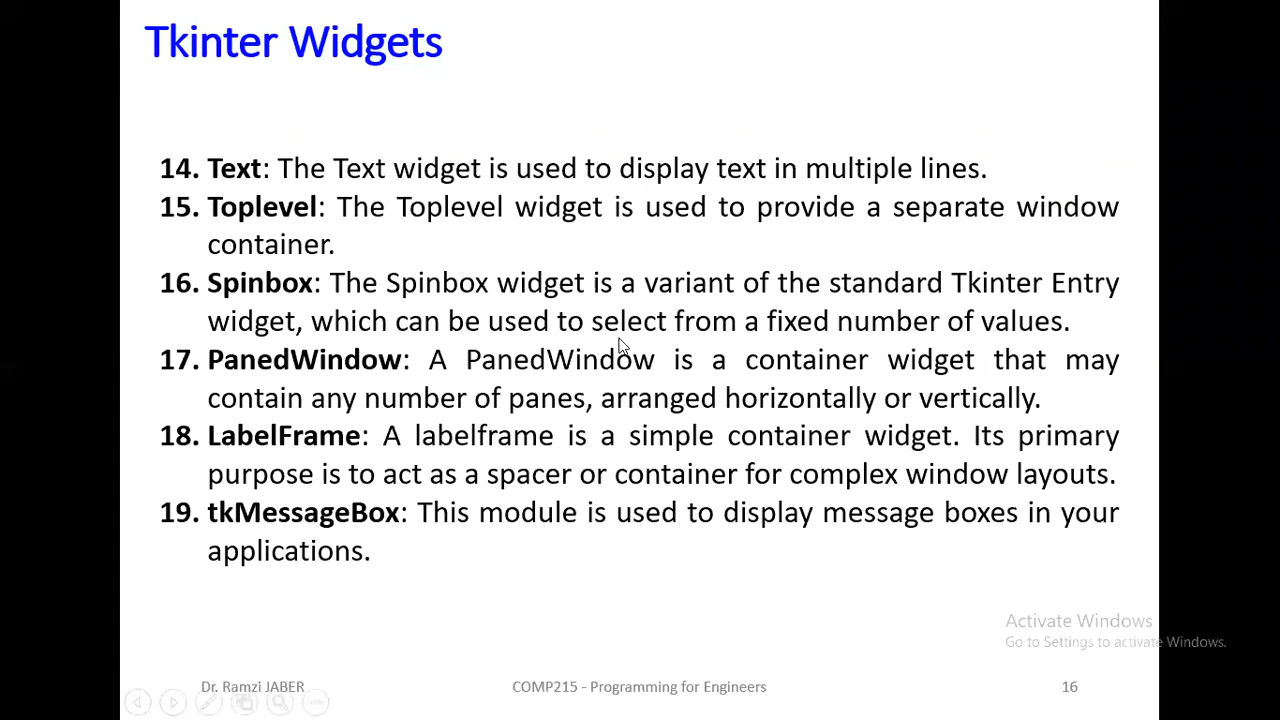 Tkinter Widgets
14. Text: The Text widget is used to display text in multiple lines.
15. Toplevel: The Toplevel widget is used to provide a separate window
container.
16. Spinbox: The Spinbox widget is a variant of the standard Tkinter Entry
widget, which can be used to select from a fixed number of values.
17. PanedWindow: A PanedWindow is a container widget that may
contain any number of panes, arranged horizontally or vertically.
18. LabelFrame: A labelframe is a simple container widget. Its primary
purpose is to act as a spacer or container for complex window layouts.
19. tkMessageBox: This module is used to display message boxes in your
applications.
Activate Windows
Go to Settings to activate Windows.
Dr. Ramzi JABER
COMP215 - Programming for Engineers
16